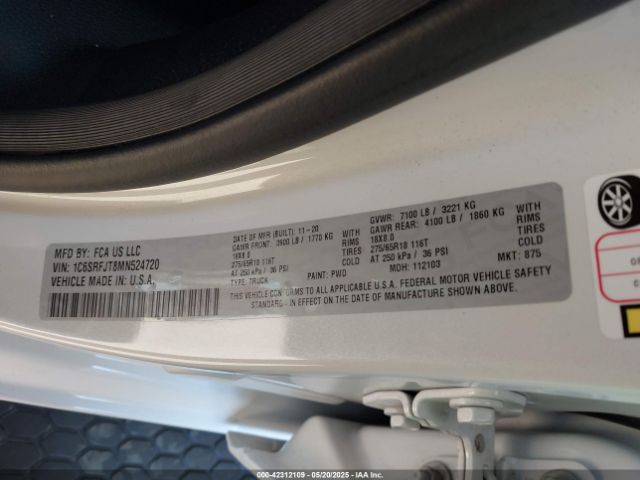 MFD BY: FCA US LLC
VIN: 1C6SRFJT8MN524720
VEHICLE MADE IN: U.S.A.
DATE OF MFR (BUILT): 11-20
GAWR FRONT: 3900 LB / 1770 KG
18X8.0
275/65R18 116T
AT 250 kPa / 36 PSI
TYPE: TRUCK
TIRES
COLD
PAINT: PWD
GVWR: 7100 LB / 3221 KG
GAWR REAR: 4100 LB / 1860 KG
18X8.0
275/65R18 116T
AT 250 kPa / 36 PSI
MDH: 112103
TIRES
COLD
MKT: 875
THIS VEHICLE CONFORMS TO ALL APPLICABLE U.S.A. FEDERAL MOTOR VEHICLE SAFETY
STANDARDS IN EFFECT ON THE DATE OF MANUFACTURE SHOWN ABOVE.
000-42312109 - 05/20/2025 - IAA Inc.